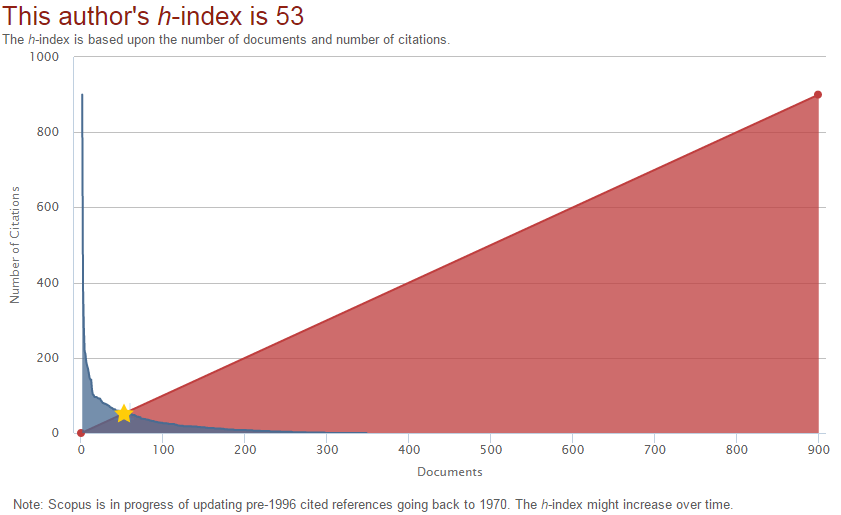 This author's h-index is 53
The h-index is based upon the number of documents and number of citations.
1000
800
600
400
200
0
Number of Citations
0 100 200 300 400 500 600 700 800 900
Documents
Note: Scopus is in progress of updating pre-1996 cited references going back to 1970. The h-index might increase over time.